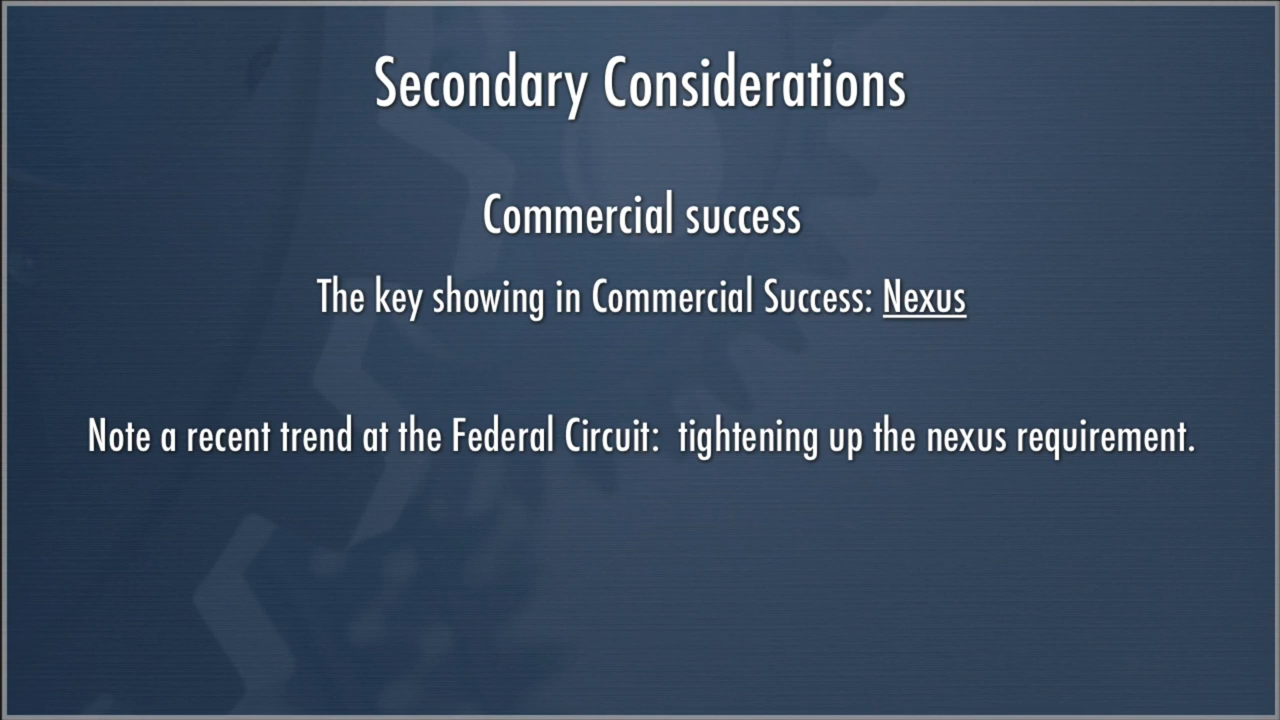 Secondary Considerations
Commercial success
The key showing in Commercial Success: Nexus
Note a recent trend at the Federal Circuit:  tightening up the nexus requirement.